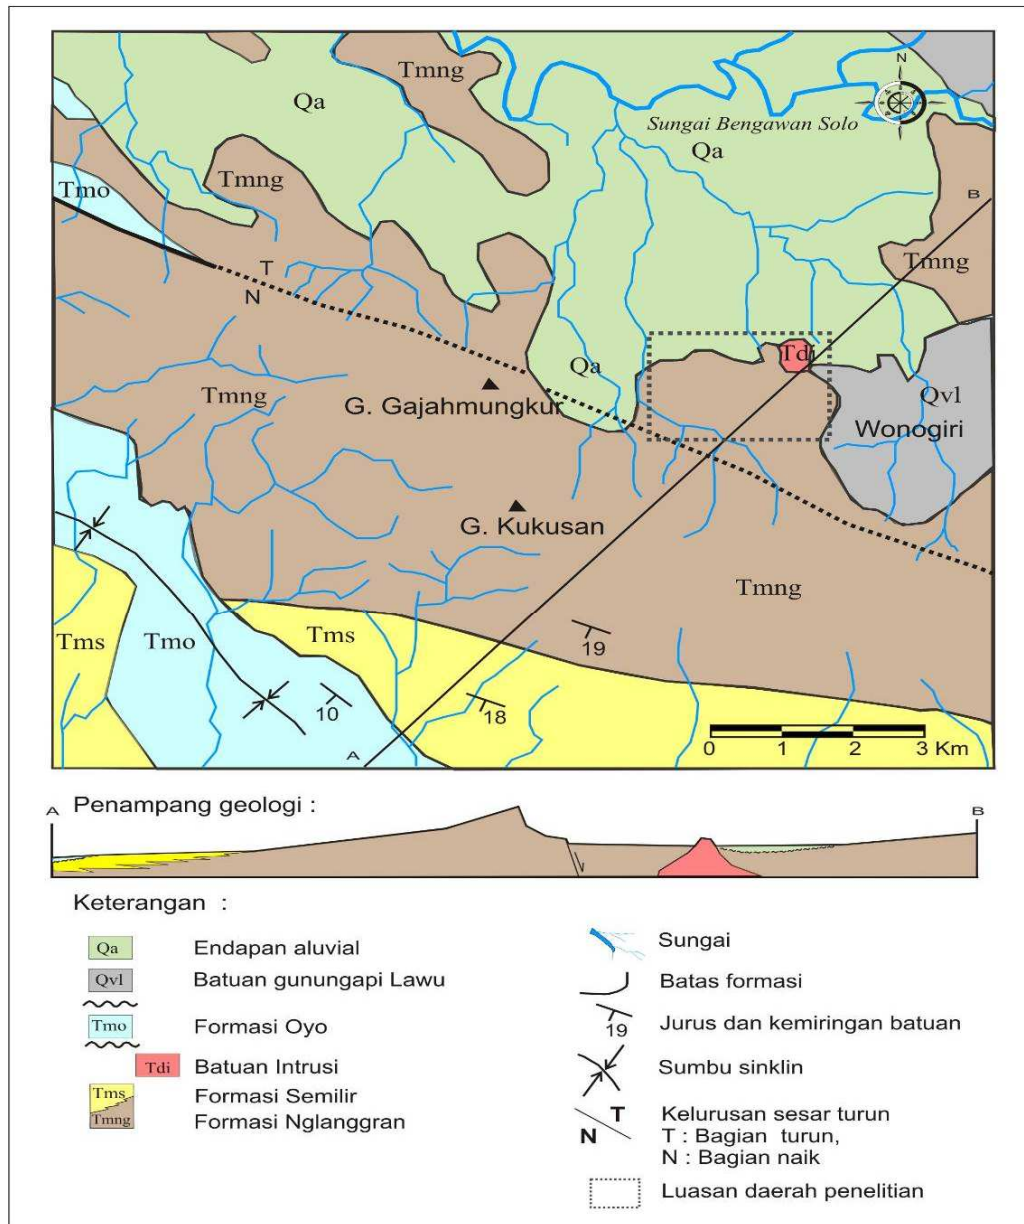 N
Tmng
Qa
Sungai Bengawan Solo
Qa
Tmng
Tmo
B
Tmng
T
N
Tdi
Qa
Tmng
G. Gajahmungkur
Qvl
Wonogiri
G. Kukusan
Tmng
Tms
Tmo
Tms
19
10
18
A
0 1 2 3 Km
A
Penampang geologi :
B
Keterangan :
Qa
Endapan aluvial
Qvl
Batuan gunungapi Lawu
Tmo
Formasi Oyo
Tdi
Batuan Intrusi
Tms
Formasi Semilir
Tmng
Formasi Nglanggran
Sungai
Batas formasi
19
Jurus dan kemiringan batuan
Sumbu sinklin
T
N
Kelurusan sesar turun
T : Bagian turun,
N : Bagian naik
Luasan daerah penelitian